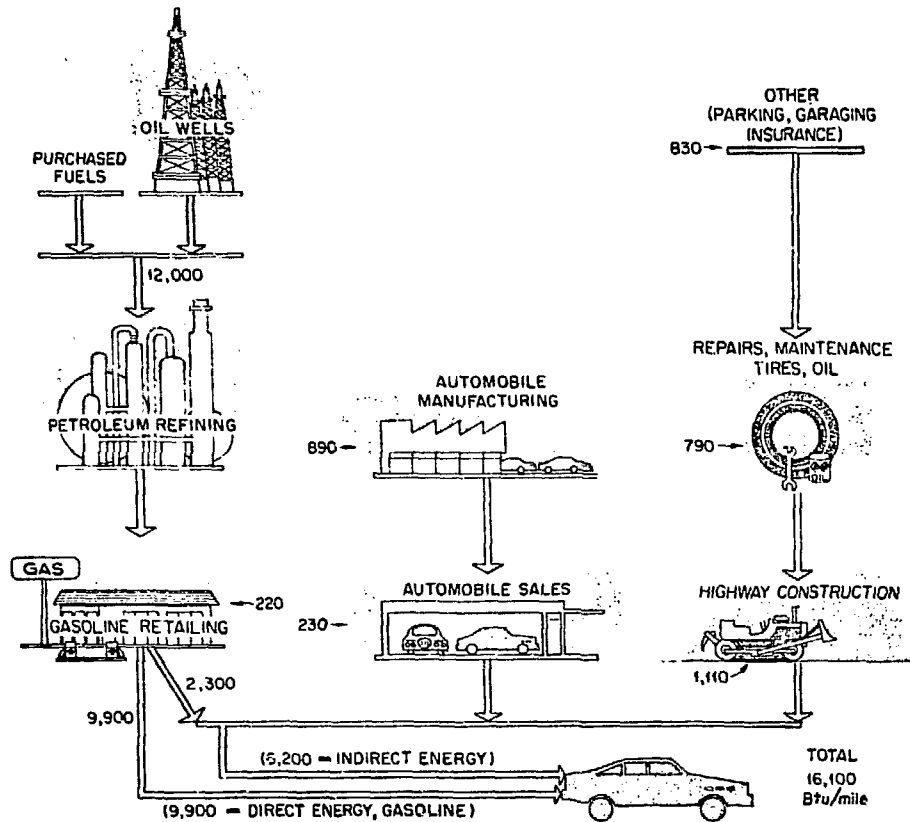 OIL WELLS
PURCHASED
FUELS
12,000
PETROLEUM REFINING
GAS
GASOLINE RETAILING
220
2,300
9,900
AUTOMOBILE
MANUFACTURING
890
AUTOMOBILE SALES
230
OTHER
(PARKING, GARAGING
INSURANCE)
830
REPAIRS, MAINTENANCE
TIRES, OIL
790
OIL
HIGHWAY CONSTRUCTION
1,110
(6,200 = INDIRECT ENERGY)
(9,900 = DIRECT ENERGY, GASOLINE)
TOTAL
16,100
Btu/mile